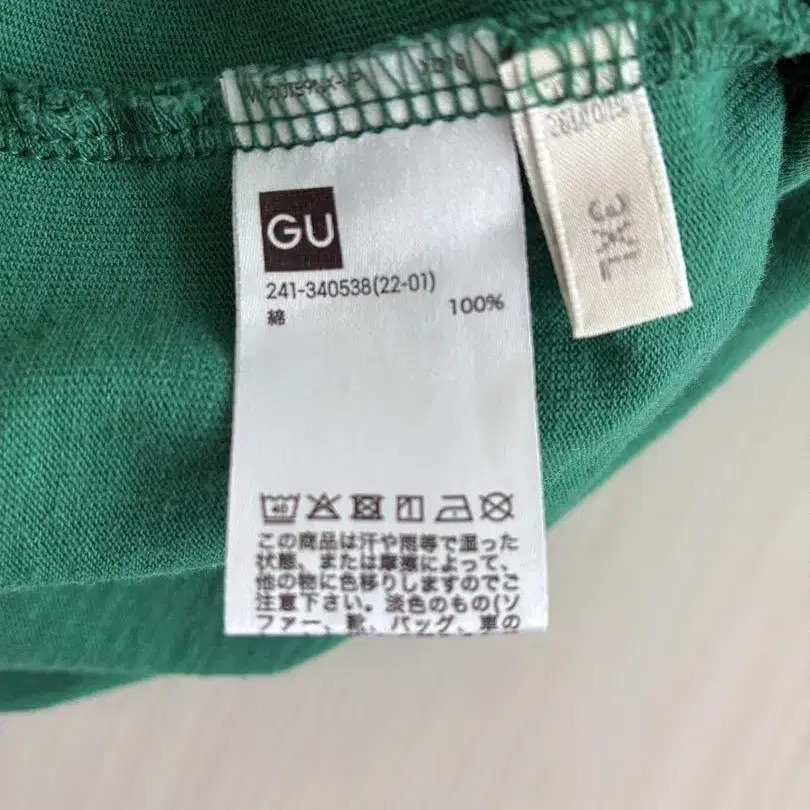 GU
241-340538(22-01)
綿 100%
40
この商品は汗や雨等で湿った
状態、または摩擦によって、
他の物に色移りしますのでご
注意下さい。淡色のもの(ソ
ファー、靴、バッグ、車の
3XL